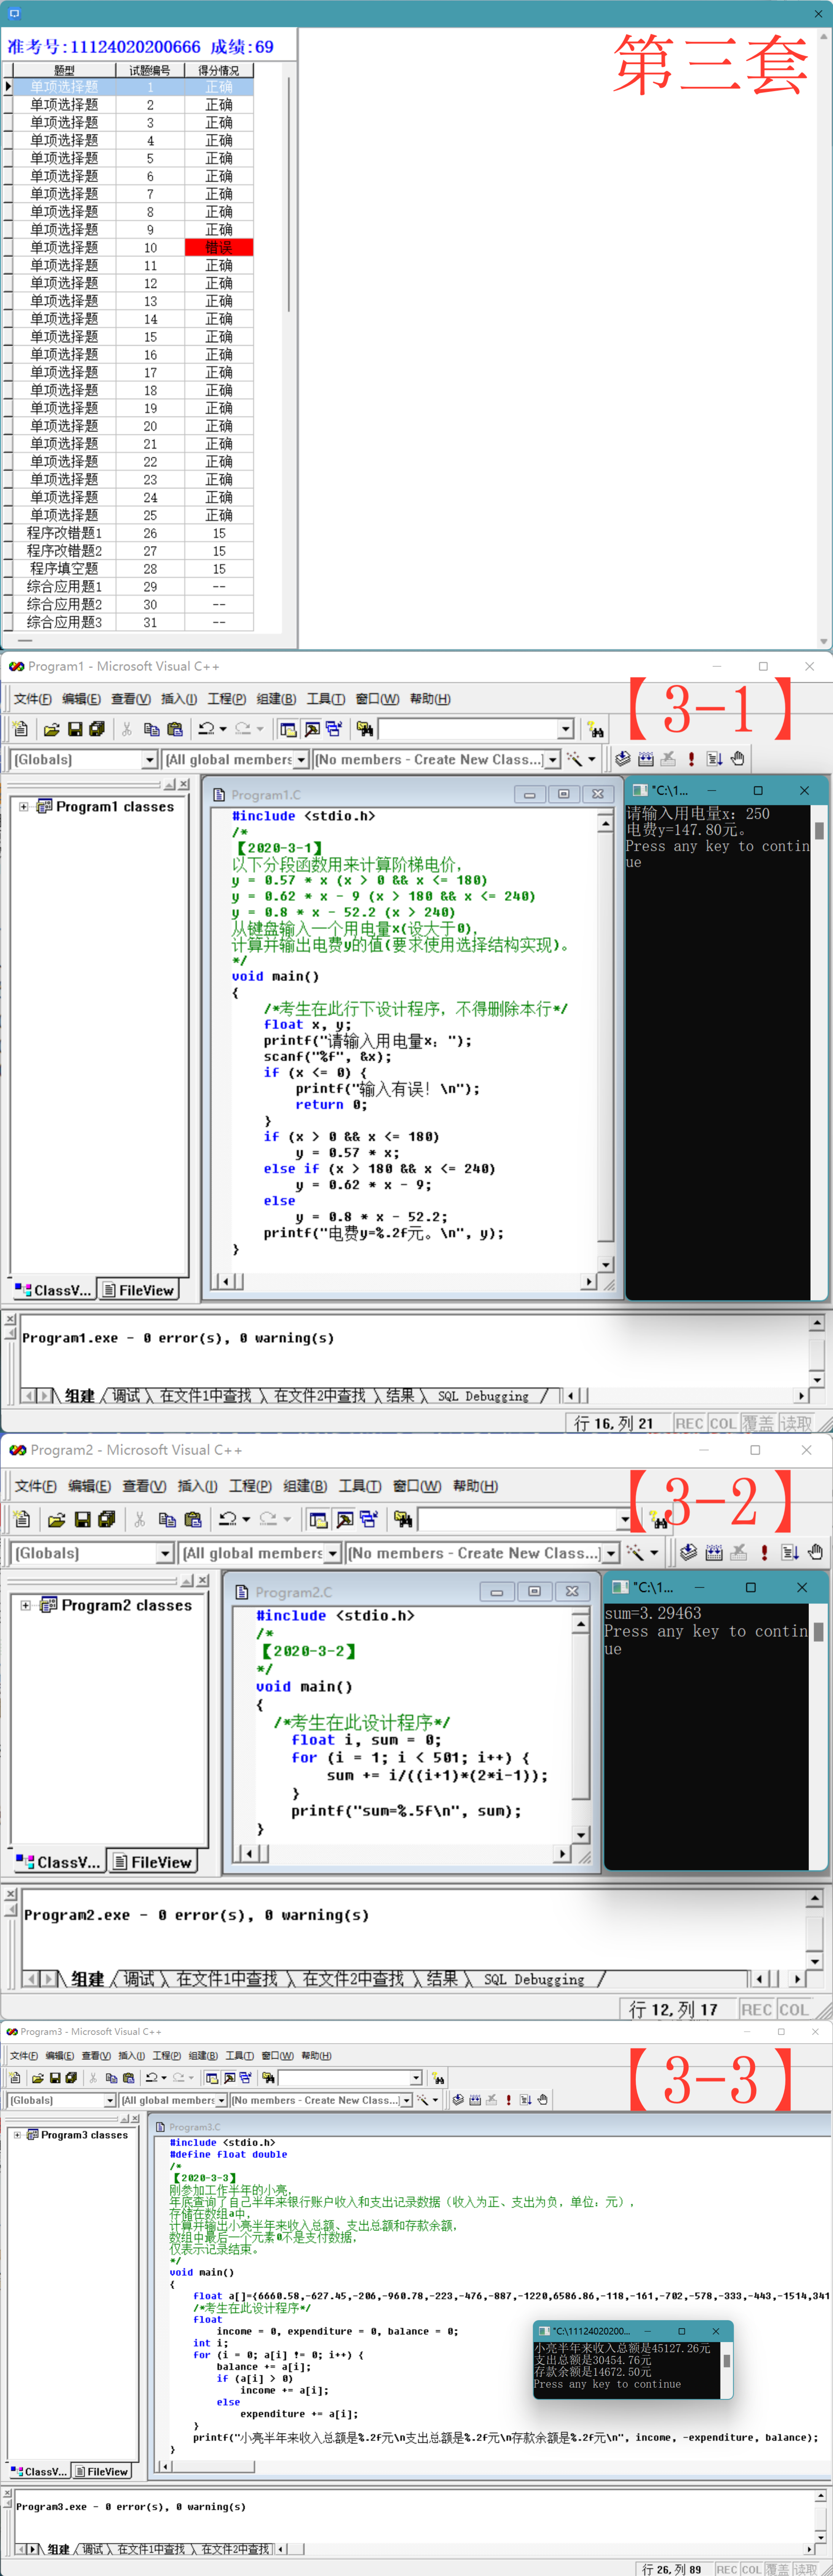 准考号:11124020200666 成绩:69
第三套
题型 试题编号 得分情况
单项选择题 1 正确
单项选择题 2 正确
单项选择题 3 正确
单项选择题 4 正确
单项选择题 5 正确
单项选择题 6 正确
单项选择题 7 正确
单项选择题 8 正确
单项选择题 9 正确
单项选择题 10 错误
单项选择题 11 正确
单项选择题 12 正确
单项选择题 13 正确
单项选择题 14 正确
单项选择题 15 正确
单项选择题 16 正确
单项选择题 17 正确
单项选择题 18 正确
单项选择题 19 正确
单项选择题 20 正确
单项选择题 21 正确
单项选择题 22 正确
单项选择题 23 正确
单项选择题 24 正确
单项选择题 25 正确
程序改错题1 26 15
程序改错题2 27 15
程序填空题 28 15
综合应用题1 29 --
综合应用题2 30 --
综合应用题3 31 --
Program1 - Microsoft Visual C++
文件(F) 编辑(E) 查看(V) 插入(I) 工程(P) 组建(B) 工具(T) 窗口(W) 帮助(H)
【3-1】
(Globals) (All global members (No members - Create New Class...)
Program1 classes
Program1.C
#include <stdio.h>
/*
【2020-3-1】
以下分段函数用来计算阶梯电价，
y = 0.57 * x (x > 0 && x <= 180)
y = 0.62 * x - 9 (x > 180 && x <= 240)
y = 0.8 * x - 52.2 (x > 240)
从键盘输入一个用电量x(设大于0)，
计算并输出电费y的值(要求使用选择结构实现)。
*/
void main()
{
/*考生在此行下设计程序，不得删除本行*/
float x, y;
printf("请输入用电量x：");
scanf("%f", &x);
if (x <= 0) {
printf("输入有误！\n");
return 0;
}
if (x > 0 && x <= 180)
y = 0.57 * x;
else if (x > 180 && x <= 240)
y = 0.62 * x - 9;
else
y = 0.8 * x - 52.2;
printf("电费y=%.2f元。\n", y);
}
"C:\1...
请输入用电量x：250
电费y=147.80元。
Press any key to contin
ue
ClassV... FileView
Program1.exe - 0 error(s), 0 warning(s)
组建 调试 在文件1中查找 在文件2中查找 结果 SQL Debugging
行 16, 列 21 REC COL 覆盖 读取
Program2 - Microsoft Visual C++
文件(F) 编辑(E) 查看(V) 插入(I) 工程(P) 组建(B) 工具(T) 窗口(W) 帮助(H)
【3-2】
(Globals) (All global members (No members - Create New Class...)
Program2 classes
Program2.C
#include <stdio.h>
/*
【2020-3-2】
*/
void main()
{
/*考生在此设计程序*/
float i, sum = 0;
for (i = 1; i < 501; i++) {
sum += i/((i+1)*(2*i-1));
}
printf("sum=%.5f\n", sum);
}
"C:\1...
sum=3.29463
Press any key to contin
ue
ClassV... FileView
Program2.exe - 0 error(s), 0 warning(s)
组建 调试 在文件1中查找 在文件2中查找 结果 SQL Debugging
行 12, 列 17 REC COL
Program3 - Microsoft Visual C++
文件(F) 编辑(E) 查看(V) 插入(I) 工程(P) 组建(B) 工具(T) 窗口(W) 帮助(H)
【3-3】
(Globals) (All global members (No members - Create New Class...)
Program3 classes
Program3.C
#include <stdio.h>
#define float double
/*
【2020-3-3】
刚参加工作半年的小亮，
年底查询了自己半年来银行账户收入和支出记录数据（收入为正、支出为负，单位：元），
存储在数组a中，
计算并输出小亮半年来收入总额、支出总额和存款余额，
数组中最后一个元素0不是支付数据，
仅表示记录结束。
*/
void main()
{
float a[]={6660.58,-627.45,-206,-960.78,-223,-476,-887,-1220,6586.86,-118,-161,-702,-578,-333,-443,-1514,341
/*考生在此设计程序*/
float
income = 0, expenditure = 0, balance = 0;
int i;
for (i = 0; a[i] != 0; i++) {
balance += a[i];
if (a[i] > 0)
income += a[i];
else
expenditure += a[i];
}
printf("小亮半年来收入总额是%.2f元\n支出总额是%.2f元\n存款余额是%.2f元\n", income, -expenditure, balance);
}
"C:\11124020200...
小亮半年来收入总额是45127.26元
支出总额是30454.76元
存款余额是14672.50元
Press any key to continue
ClassV... FileView
Program3.exe - 0 error(s), 0 warning(s)
组建 调试 在文件1中查找 在文件2中查找
行 26, 列 89 REC COL 覆盖 读取